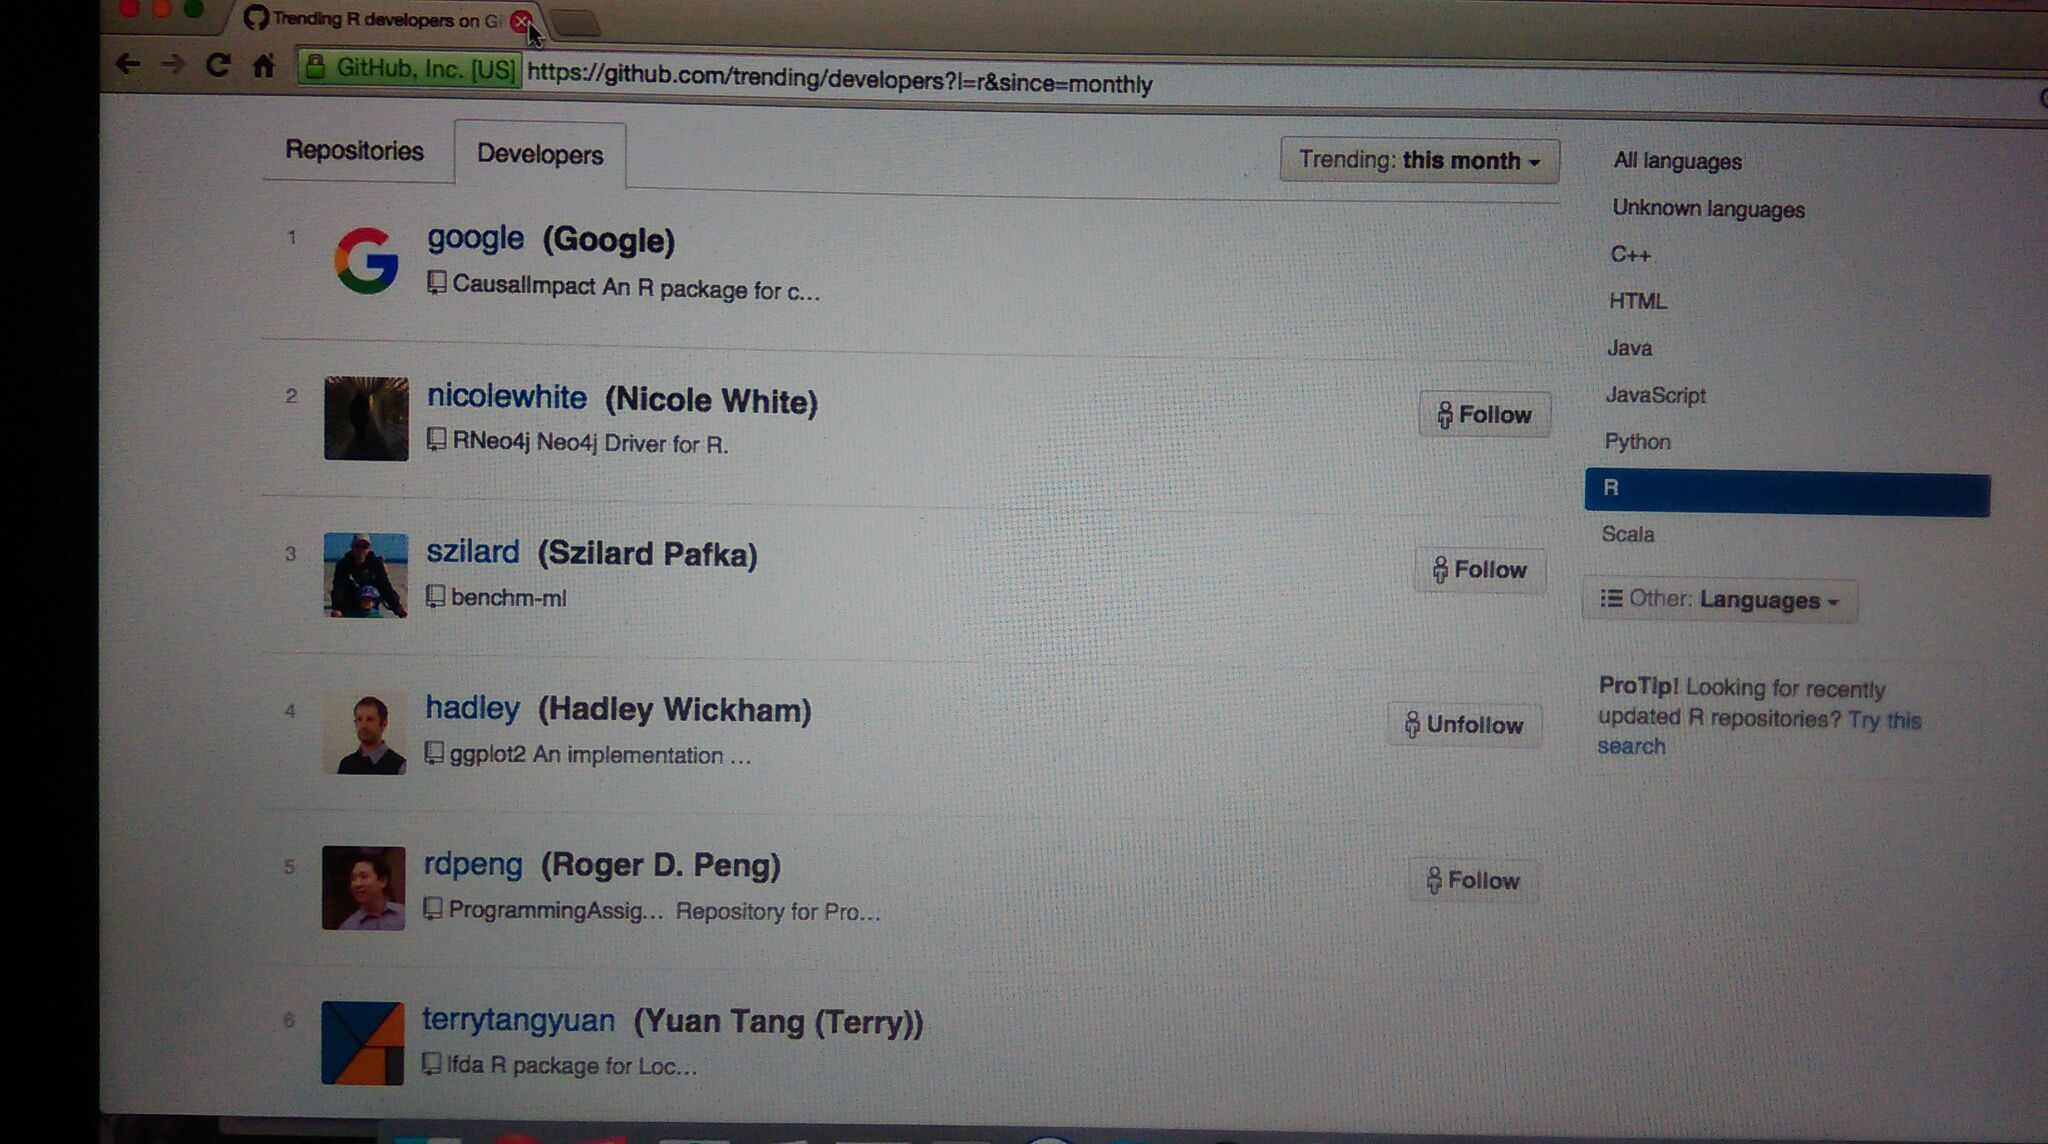 Trending R developers on Gi
GitHub, Inc. [US] https://github.com/trending/developers?l=r&since=monthly
Repositories
Developers
Trending: this month
1
google (Google)
CausalImpact An R package for c...
2
nicolewhite (Nicole White)
RNeo4j Neo4j Driver for R.
Follow
3
szilard (Szilard Pafka)
benchm-ml
Follow
4
hadley (Hadley Wickham)
ggplot2 An implementation ...
Unfollow
5
rdpeng (Roger D. Peng)
ProgrammingAssig... Repository for Pro...
Follow
6
terrytangyuan (Yuan Tang (Terry))
lfda R package for Loc...
All languages
Unknown languages
C++
HTML
Java
JavaScript
Python
R
Scala
Other: Languages
ProTip! Looking for recently
updated R repositories? Try this
search